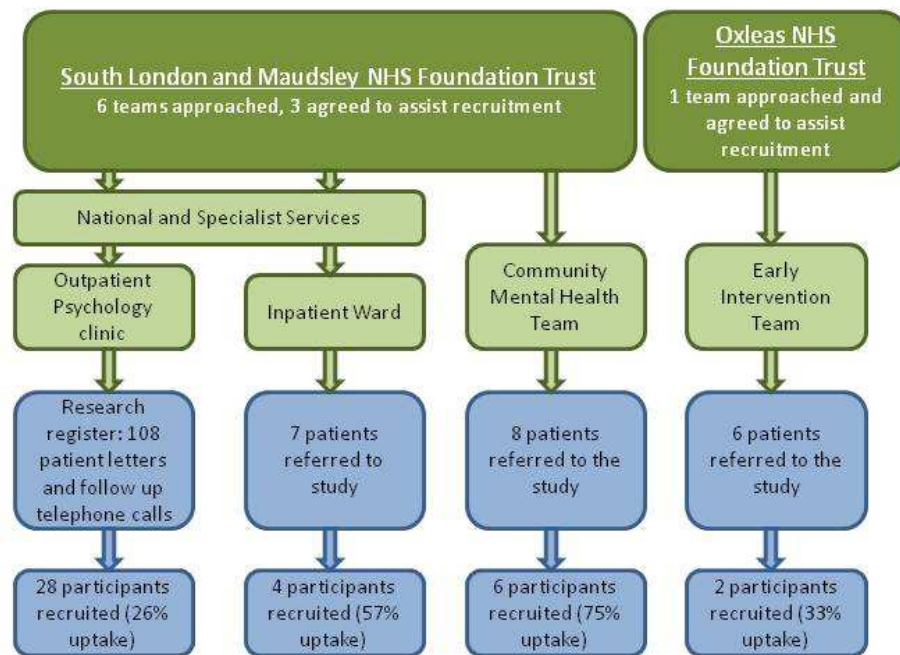 South London and Maudsley NHS Foundation Trust
6 teams approached, 3 agreed to assist recruitment
Oxleas NHS
Foundation Trust
1 team approached and
agreed to assist
recruitment
National and Specialist Services
Outpatient
Psychology
clinic
Inpatient Ward
Community
Mental Health
Team
Early
Intervention
Team
Research
register: 108
patient letters
and follow up
telephone calls
7 patients
referred to
study
8 patients
referred to the
study
6 patients
referred to the
study
28 participants
recruited (26%
uptake)
4 participants
recruited (57%
uptake)
6 participants
recruited (75%
uptake)
2 participants
recruited (33%
uptake)